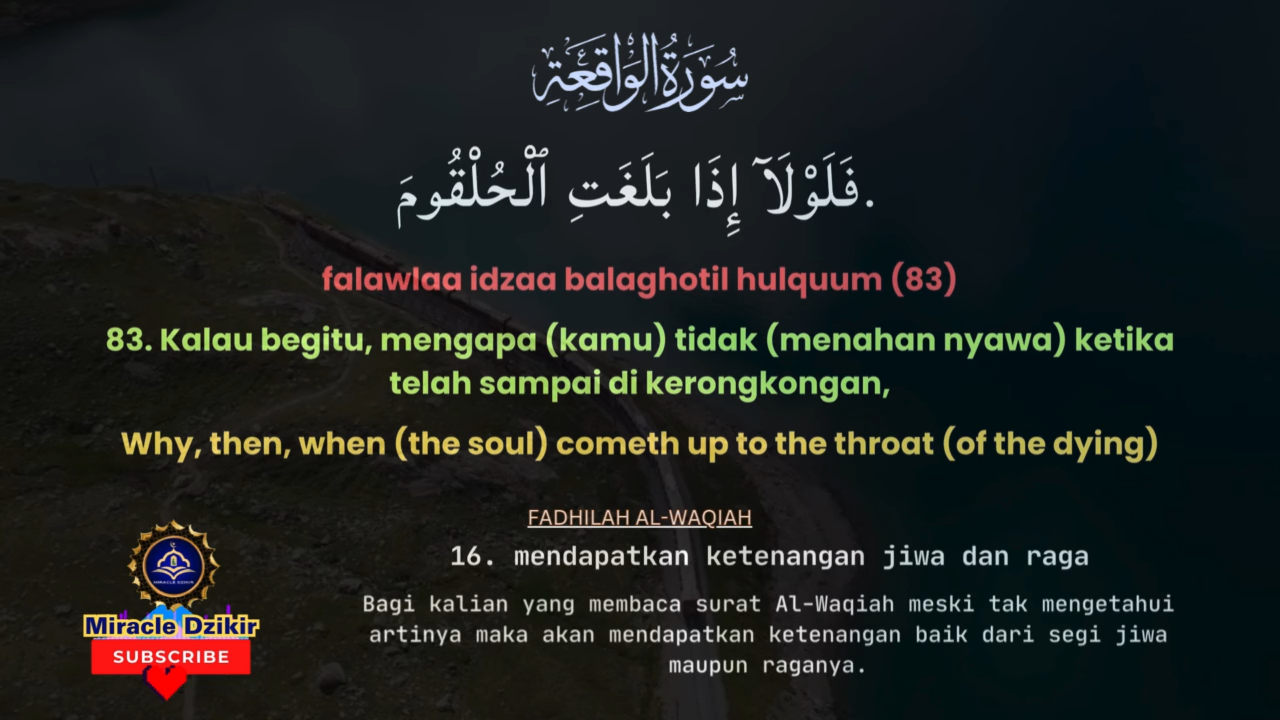 سُورَةُ الْوَاقِعَةِ
فَلَوْلَآ إِذَا بَلَغَتِ ٱلْحُلْقُومَ.
falawlaa idzaa balaghotil hulquum (83)
83. Kalau begitu, mengapa (kamu) tidak (menahan nyawa) ketika
telah sampai di kerongkongan,
Why, then, when (the soul) cometh up to the throat (of the dying)
FADHILAH AL-WAQIAH
16. mendapatkan ketenangan jiwa dan raga
Bagi kalian yang membaca surat Al-Waqiah meski tak mengetahui
artinya maka akan mendapatkan ketenangan baik dari segi jiwa
maupun raganya.
MIRACLE DZIKIR
Miracle Dzikir
SUBSCRIBE